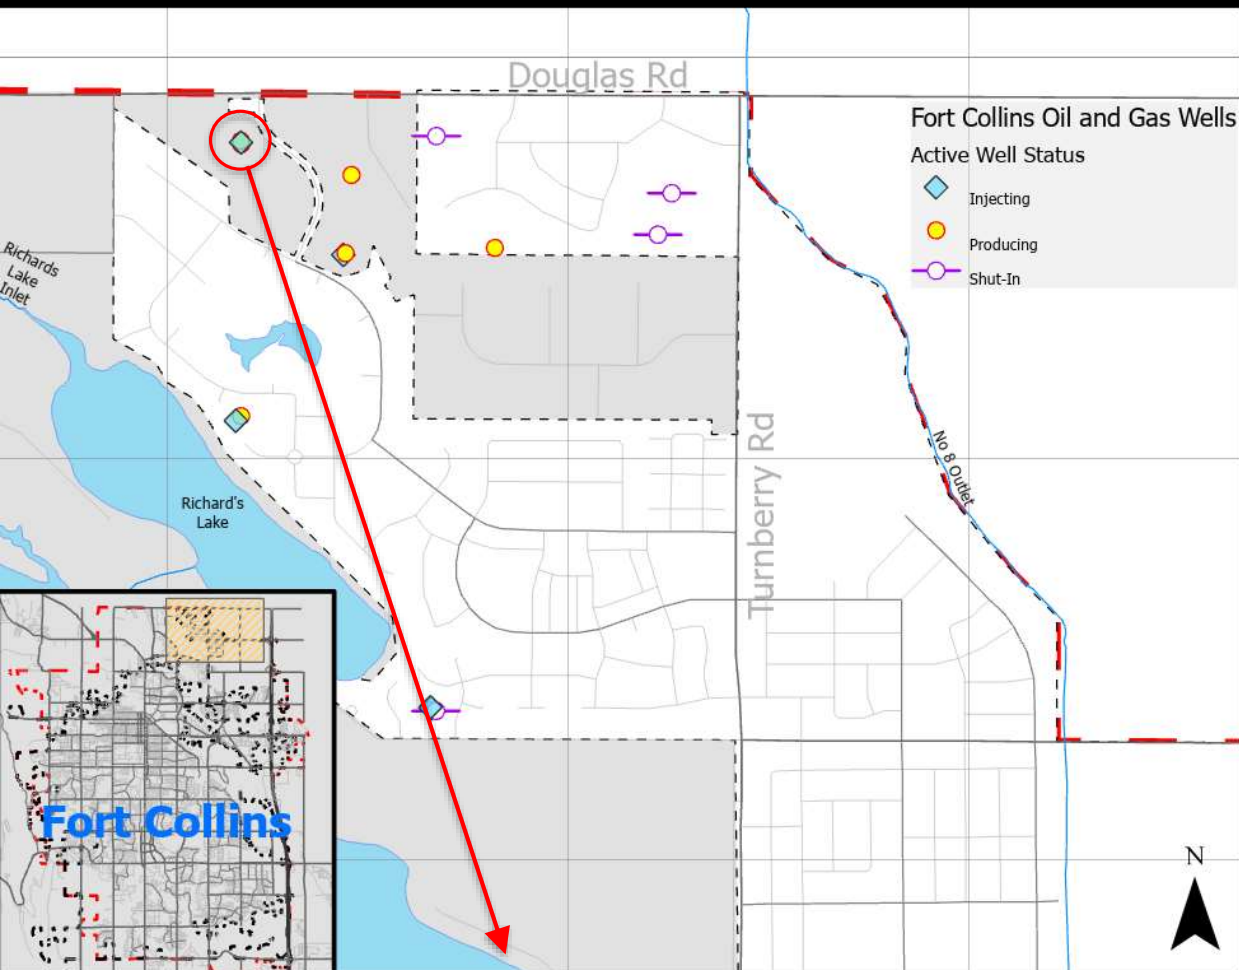 Douglas Rd
Fort Collins Oil and Gas Wells
Active Well Status
Injecting
Producing
Shut-In
Richards
Lake
Inlet
Turnberry Rd
No 8 Outlet
Richard's
Lake
Fort Collins
N